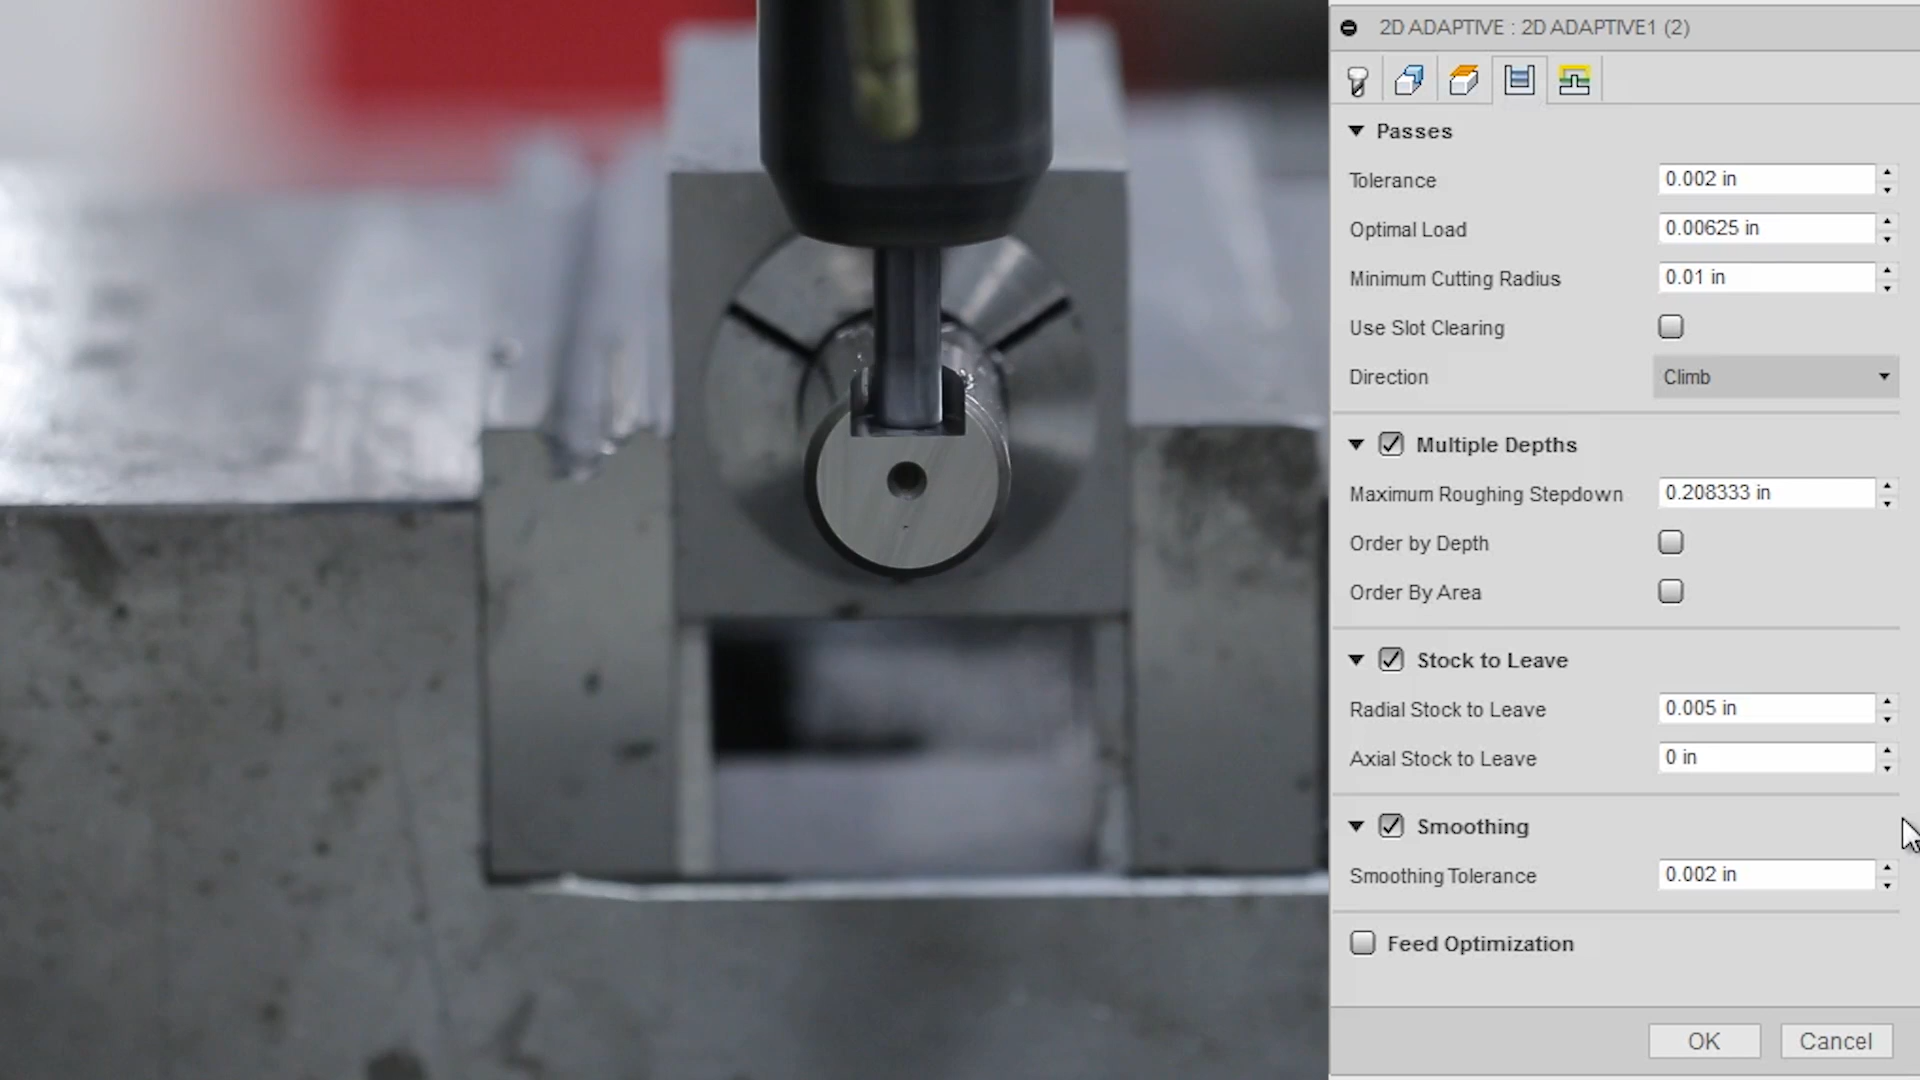 2D ADAPTIVE : 2D ADAPTIVE1 (2)
Passes
Tolerance 0.002 in
Optimal Load 0.00625 in
Minimum Cutting Radius 0.01 in
Use Slot Clearing
Direction Climb
Multiple Depths
Maximum Roughing Stepdown 0.208333 in
Order by Depth
Order By Area
Stock to Leave
Radial Stock to Leave 0.005 in
Axial Stock to Leave 0 in
Smoothing
Smoothing Tolerance 0.002 in
Feed Optimization
OK Cancel